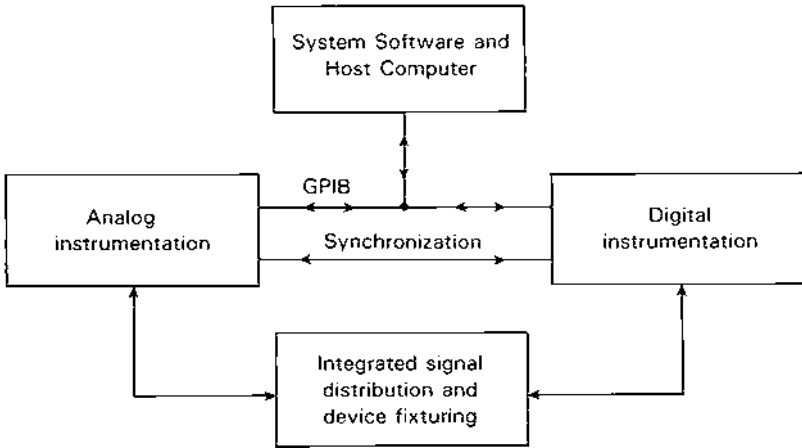 System Software and
Host Computer
GPIB
Analog
instrumentation
Synchronization
Digital
instrumentation
Integrated signal
distribution and
device fixturing